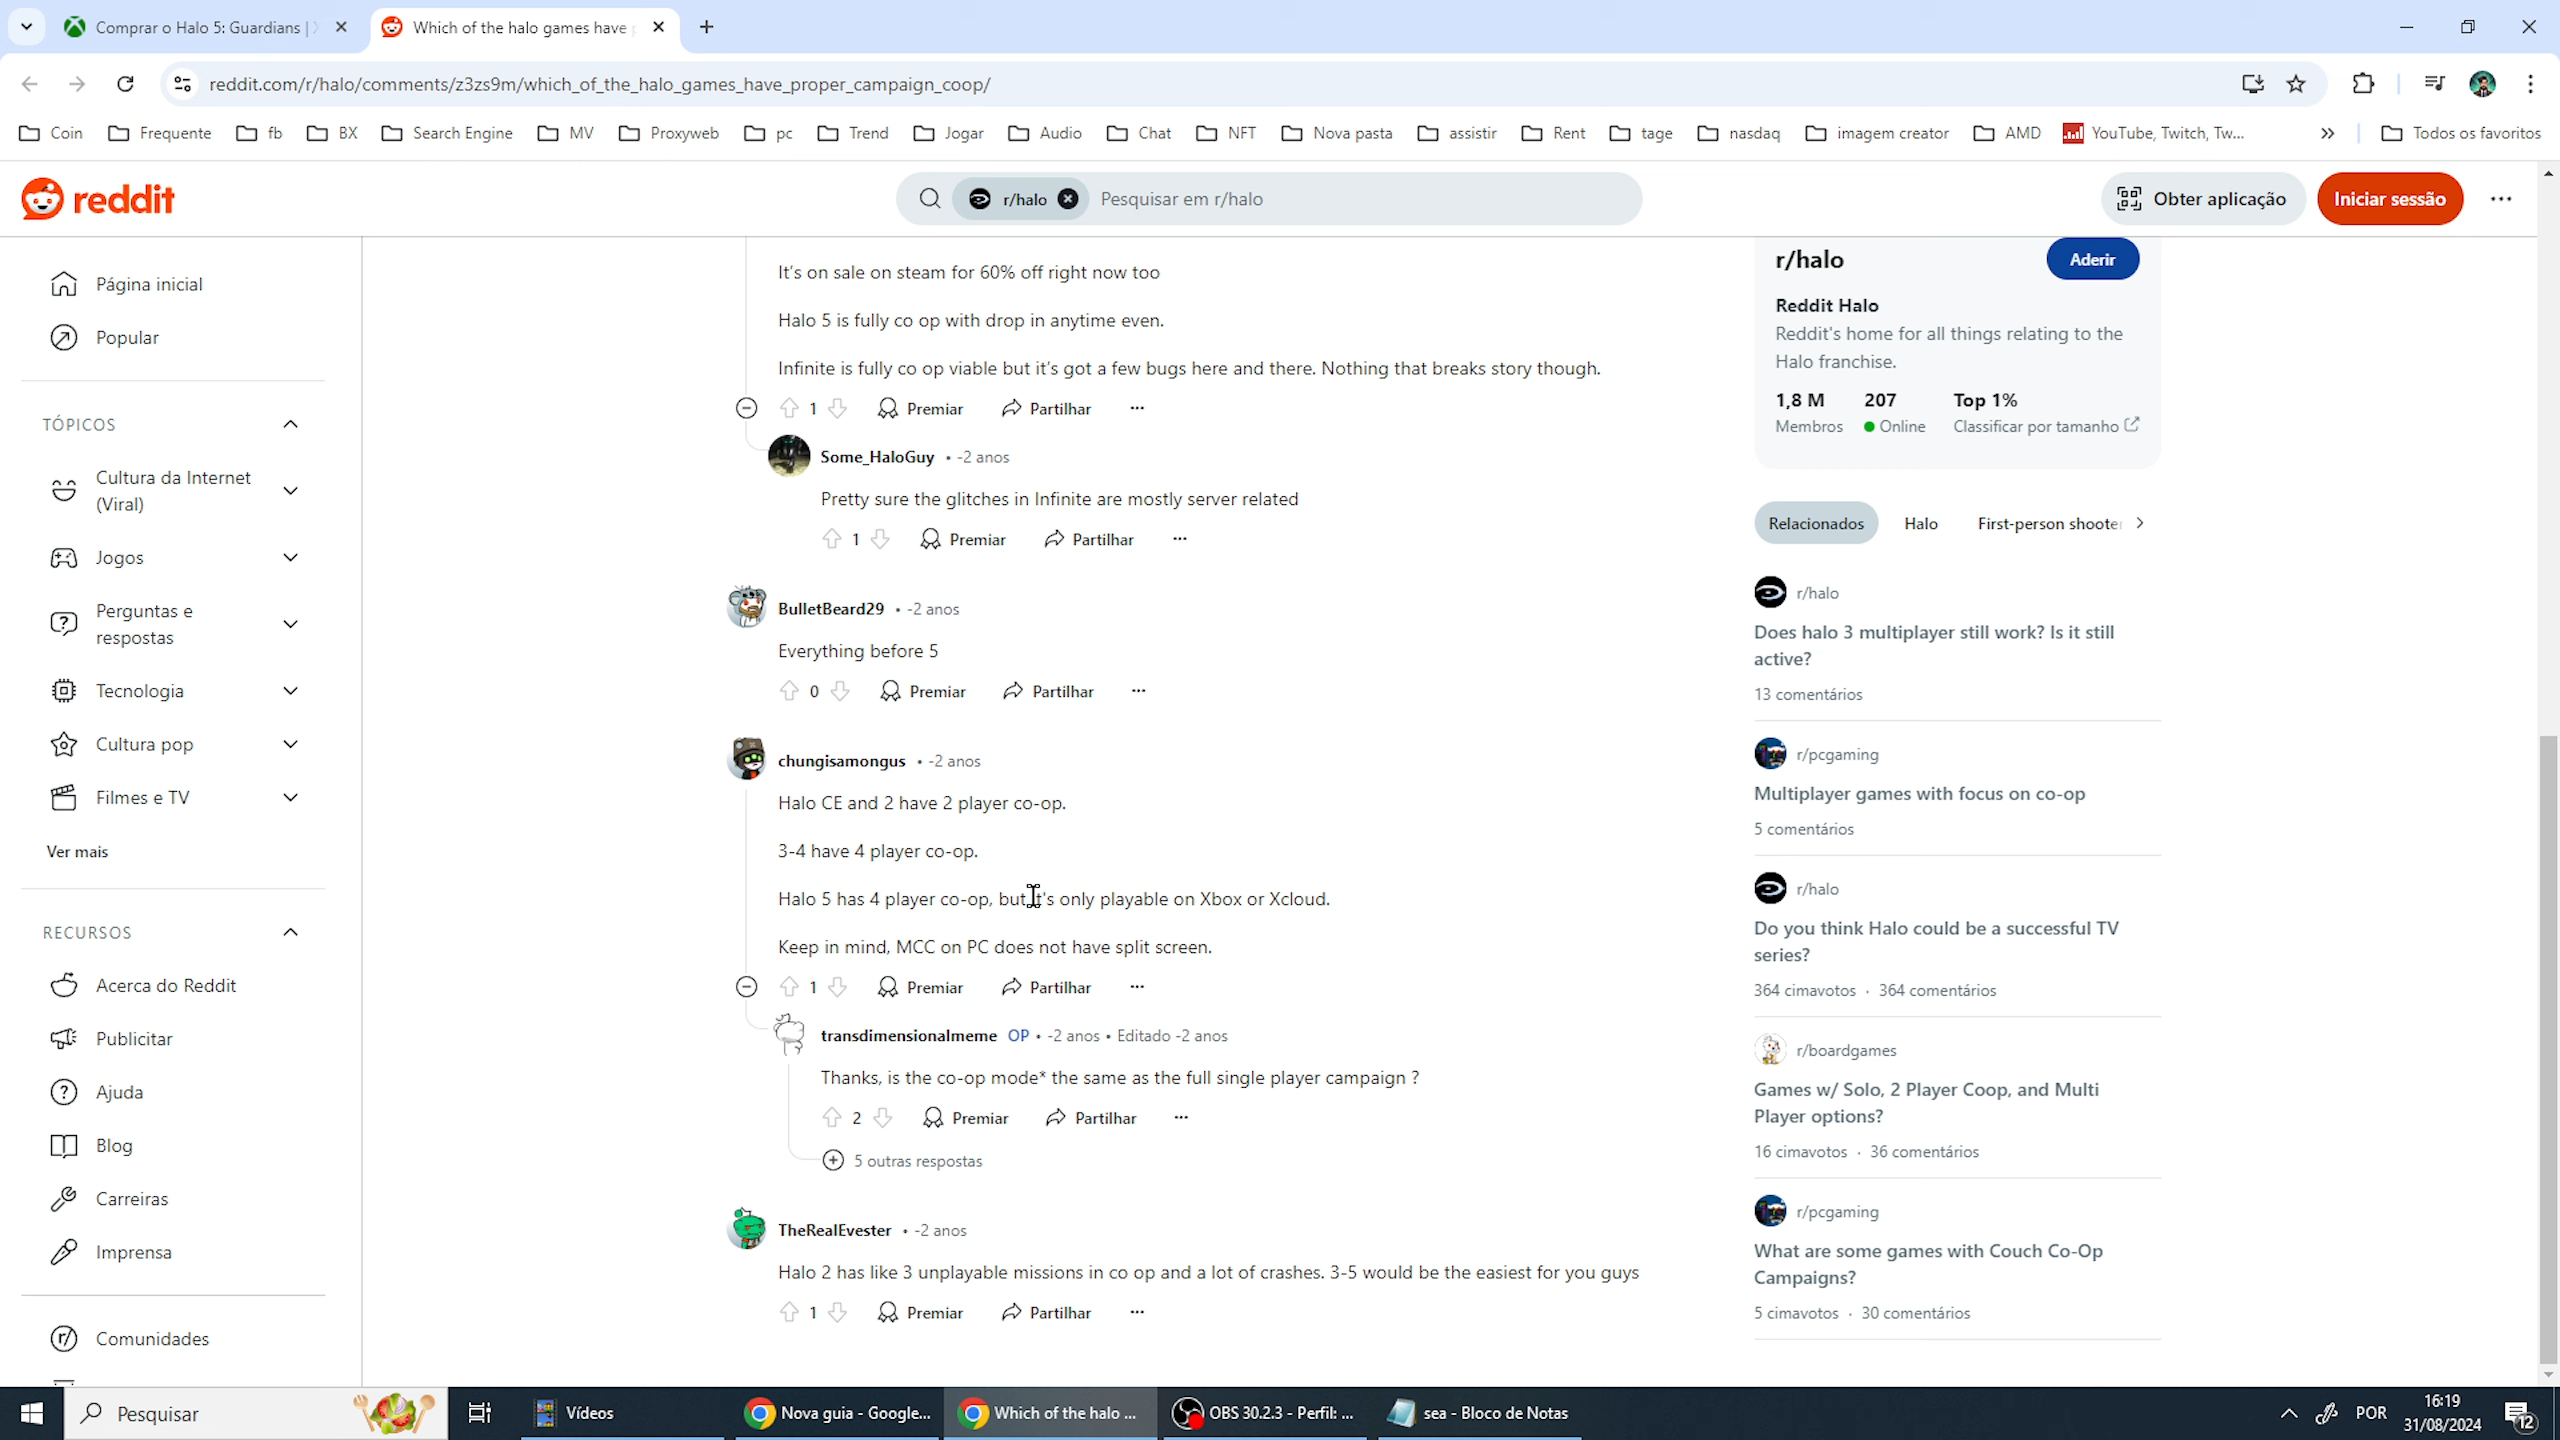 Comprar o Halo 5: Guardians |
Which of the halo games have
reddit.com/r/halo/comments/z3zs9m/which_of_the_halo_games_have_proper_campaign_coop/
Coin
Frequente
fb
BX
Search Engine
MV
Proxyweb
pc
Trend
Jogar
Audio
Chat
NFT
Nova pasta
assistir
Rent
tage
nasdaq
imagem creator
AMD
YouTube, Twitch, Tw...
Todos os favoritos
reddit
r/halo
Pesquisar em r/halo
Obter aplicação
Iniciar sessão
Página inicial
Popular
TÓPICOS
Cultura da Internet
(Viral)
Jogos
Perguntas e
respostas
Tecnologia
Cultura pop
Filmes e TV
Ver mais
RECURSOS
Acerca do Reddit
Publicitar
Ajuda
Blog
Carreiras
Imprensa
Comunidades
It's on sale on steam for 60% off right now too
Halo 5 is fully co op with drop in anytime even.
Infinite is fully co op viable but it's got a few bugs here and there. Nothing that breaks story though.
1 Premiar Partilhar
Some_HaloGuy • -2 anos
Pretty sure the glitches in Infinite are mostly server related
1 Premiar Partilhar
BulletBeard29 • -2 anos
Everything before 5
0 Premiar Partilhar
chungisamongus • -2 anos
Halo CE and 2 have 2 player co-op.
3-4 have 4 player co-op.
Halo 5 has 4 player co-op, but it's only playable on Xbox or Xcloud.
Keep in mind, MCC on PC does not have split screen.
1 Premiar Partilhar
transdimensionalmeme OP • -2 anos • Editado -2 anos
Thanks, is the co-op mode* the same as the full single player campaign ?
2 Premiar Partilhar
5 outras respostas
TheRealEvester • -2 anos
Halo 2 has like 3 unplayable missions in co op and a lot of crashes. 3-5 would be the easiest for you guys
1 Premiar Partilhar
r/halo
Aderir
Reddit Halo
Reddit's home for all things relating to the
Halo franchise.
1,8 M 207 Top 1%
Membros Online Classificar por tamanho
Relacionados Halo First-person shooter
r/halo
Does halo 3 multiplayer still work? Is it still
active?
13 comentários
r/pcgaming
Multiplayer games with focus on co-op
5 comentários
r/halo
Do you think Halo could be a successful TV
series?
364 cimavotos · 364 comentários
r/boardgames
Games w/ Solo, 2 Player Coop, and Multi
Player options?
16 cimavotos · 36 comentários
r/pcgaming
What are some games with Couch Co-Op
Campaigns?
5 cimavotos · 30 comentários
Pesquisar
Vídeos
Nova guia - Google...
Which of the halo ...
OBS 30.2.3 - Perfil: ...
sea - Bloco de Notas
POR
16:19
31/08/2024
12